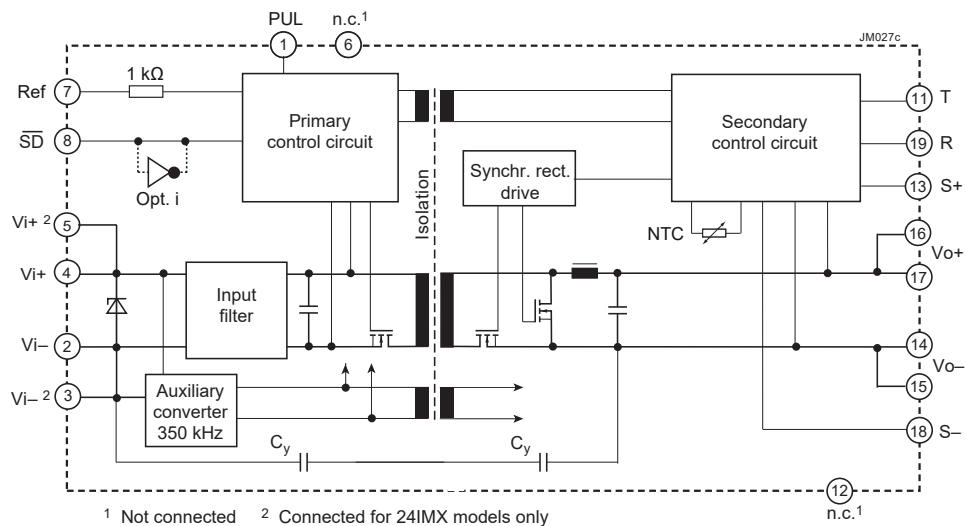 PUL
n.c.¹
1
6
JM027c
Ref
7
1 kΩ
Primary
control circuit
Secondary
control circuit
11
T
SD
8
Opt. i
19
R
Synchr. rect.
drive
13
S+
Isolation
Vi+ ²
5
NTC
16
Vo+
Vi+
4
17
Input
filter
Vi–
2
14
Vo–
Vi– ²
3
15
Auxiliary
converter
350 kHz
18
S–
Cy
Cy
12
n.c.¹
¹ Not connected ² Connected for 24IMX models only